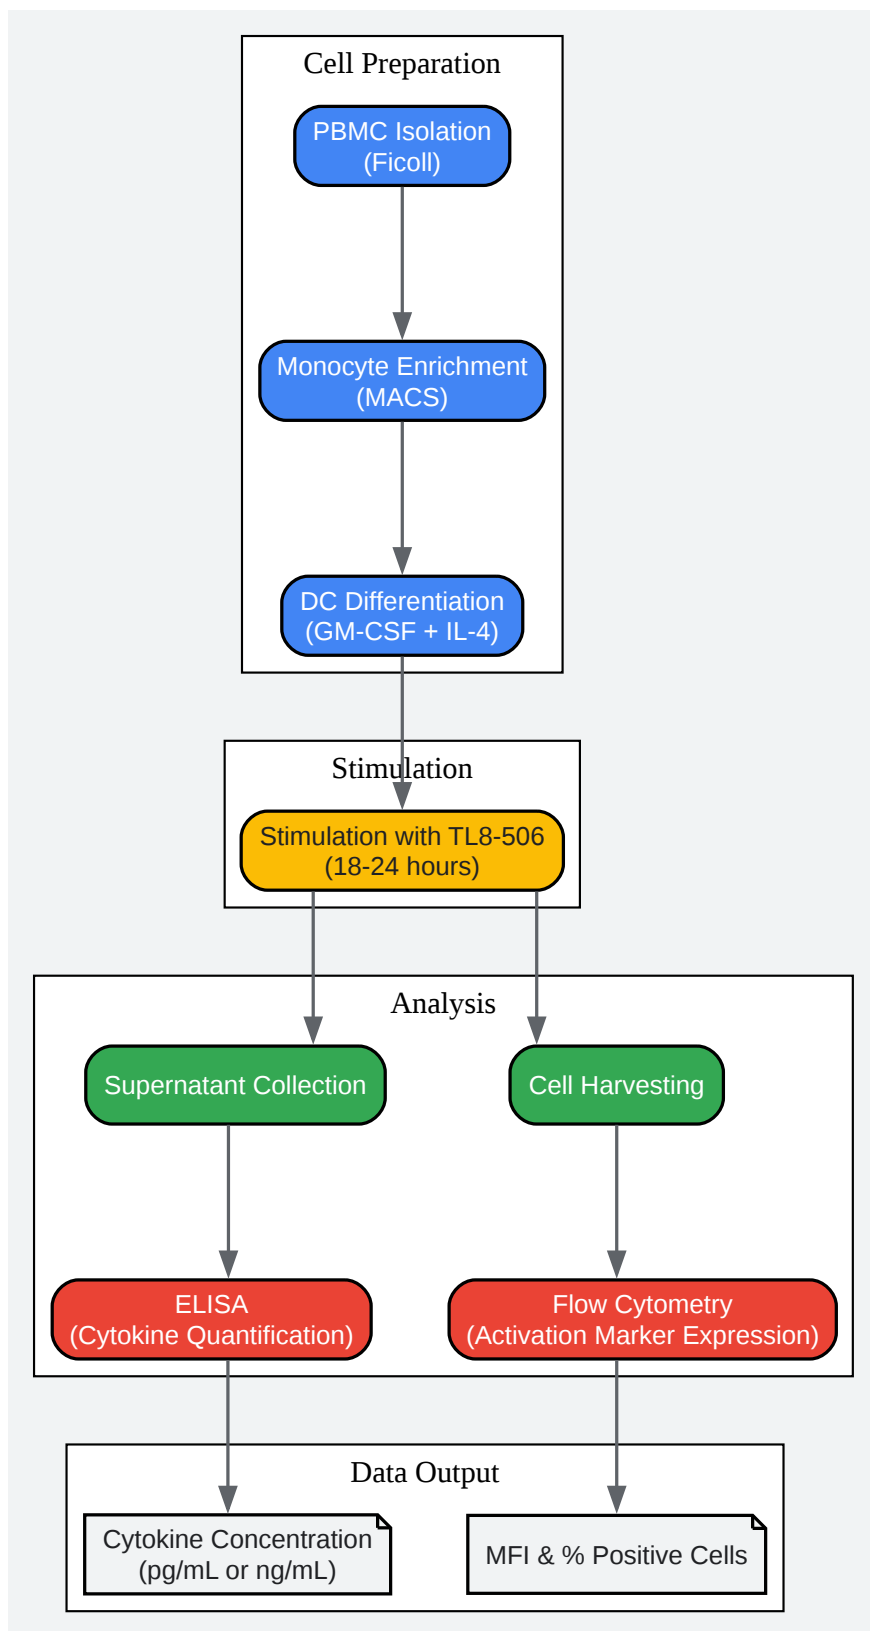 Cell Preparation
PBMC Isolation
(Ficoll)
Monocyte Enrichment
(MACS)
DC Differentiation
(GM-CSF + IL-4)
Stimulation
Stimulation with TL8-506
(18-24 hours)
Analysis
Supernatant Collection
Cell Harvesting
ELISA
(Cytokine Quantification)
Flow Cytometry
(Activation Marker Expression)
Data Output
Cytokine Concentration
(pg/mL or ng/mL)
MFI & % Positive Cells